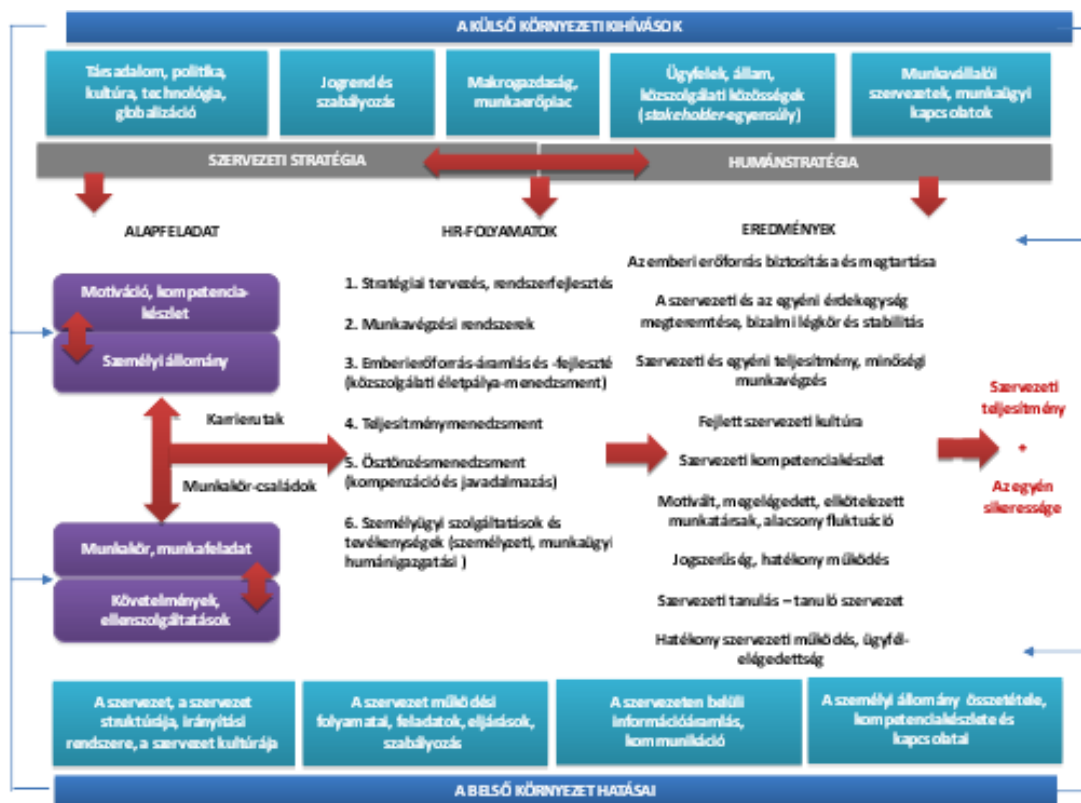 A KÜLSŐ KÖRNYEZETI KIHÍVÁSOK
Társadalom, politika,
kultúra, technológia,
globalizáció
Jogrend és
szabályozás
Makrogazdaság,
munkaerőpiac
Ügyfelek, állam,
közszolgálati közösségek
(stakeholder-egyensúly)
Munkavállalói
szervezetek, munkaügyi
kapcsolatok
SZERVEZETI STRATÉGIA
HUMÁNSTRATÉGIA
ALAPFELADAT
Motiváció, kompetencia-
készlet
Személyi állomány
Karrierutak
Munkakör-családok
Munkakör, munkafeladat
Követelmények,
ellenszolgáltatások
HR-FOLYAMATOK
1. Stratégiai tervezés, rendszerfejlesztés
2. Munkavégzési rendszerek
3. Emberierőforrás-áramlás és -fejleszté
(közszolgálati életpálya-menedzsment)
4. Teljesítménymenedzsment
5. Ösztönzésmenedzsment
(kompenzáció és javadalmazás)
6. Személyügyi szolgáltatások és
tevékenységek (személyzeti, munkaügyi
humánigazgatási )
EREDMÉNYEK
Az emberi erőforrás biztosítása és megtartása
A szervezeti és az egyéni érdekegység
megteremtése, bizalmi légkör és stabilitás
Szervezeti és egyéni teljesítmény, minőségi
munkavégzés
Fejlett szervezeti kultúra
Szervezeti kompetenciakészlet
Motivált, megelégedett, elkötelezett
munkatársak, alacsony fluktuáció
Jogszerűség, hatékony működés
Szervezeti tanulás – tanuló szervezet
Hatékony szervezeti működés, ügyfél-
elégedettség
Szervezeti
teljesítmény
+
Az egyén
sikeressége
A szervezet, a szervezet
struktúrája, irányítási
rendszere, a szervezet kultúrája
A szervezet működési
folyamatai, feladatok, eljárások,
szabályozás
A szervezeten belüli
információáramlás,
kommunikáció
A személyi állomány összetétele,
kompetenciakészlete és
kapcsolatai
A BELSŐ KÖRNYEZET HATÁSAI